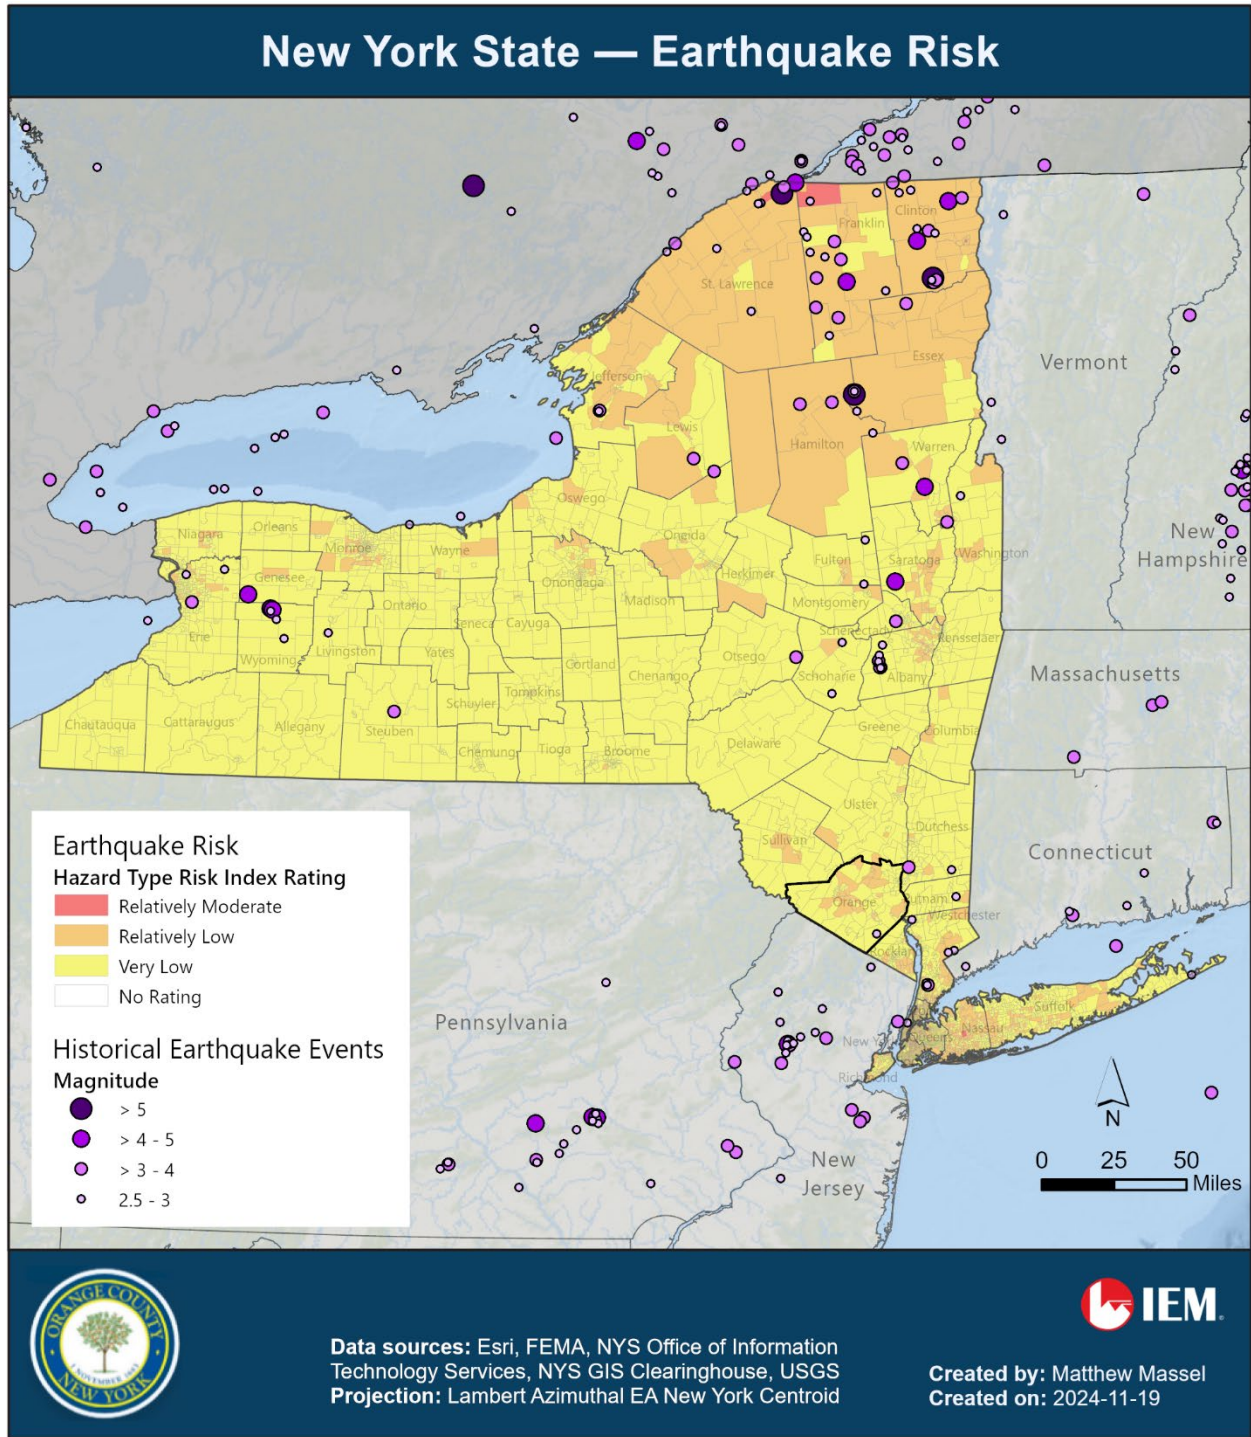 New York State — Earthquake Risk
Franklin
Clinton
St. Lawrence
Essex
Jefferson
Vermont
Lewis
Hamilton
Warren
Oswego
Niagara
Orleans
Monroe
Wayne
Oneida
Herkimer
Fulton
Saratoga
Washington
New
Hampshire
Genesee
Onondaga
Madison
Montgomery
Ontario
Seneca
Cayuga
Schenectady
Rensselaer
Erie
Wyoming
Livingston
Yates
Cortland
Chenango
Otsego
Schoharie
Albany
Massachusetts
Tompkins
Schuyler
Chautauqua
Cattaraugus
Allegany
Steuben
Chemung
Tioga
Broome
Delaware
Greene
Columbia
Ulster
Dutchess
Sullivan
Connecticut
Orange
Putnam
Westchester
Rockland
Pennsylvania
Suffolk
Nassau
New York
Queens
Richmond
New
Jersey
Earthquake Risk
Hazard Type Risk Index Rating
Relatively Moderate
Relatively Low
Very Low
No Rating
Historical Earthquake Events
Magnitude
> 5
> 4 - 5
> 3 - 4
2.5 - 3
N
0 25 50
Miles
ORANGE COUNTY
NEW YORK
IEM
Data sources: Esri, FEMA, NYS Office of Information
Technology Services, NYS GIS Clearinghouse, USGS
Projection: Lambert Azimuthal EA New York Centroid
Created by: Matthew Massel
Created on: 2024-11-19